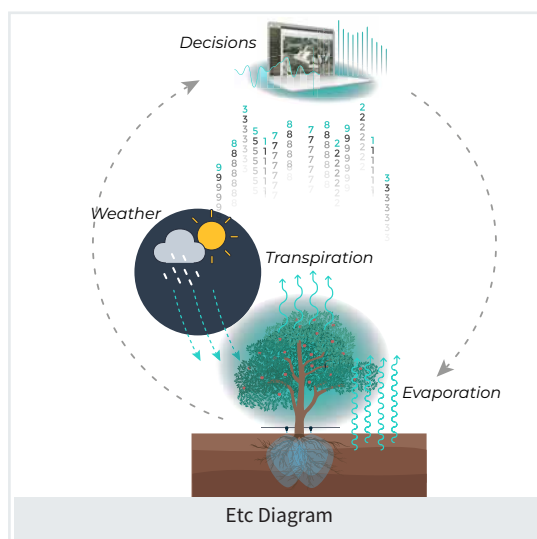 Decisions
Weather
Transpiration
Evaporation
Etc Diagram